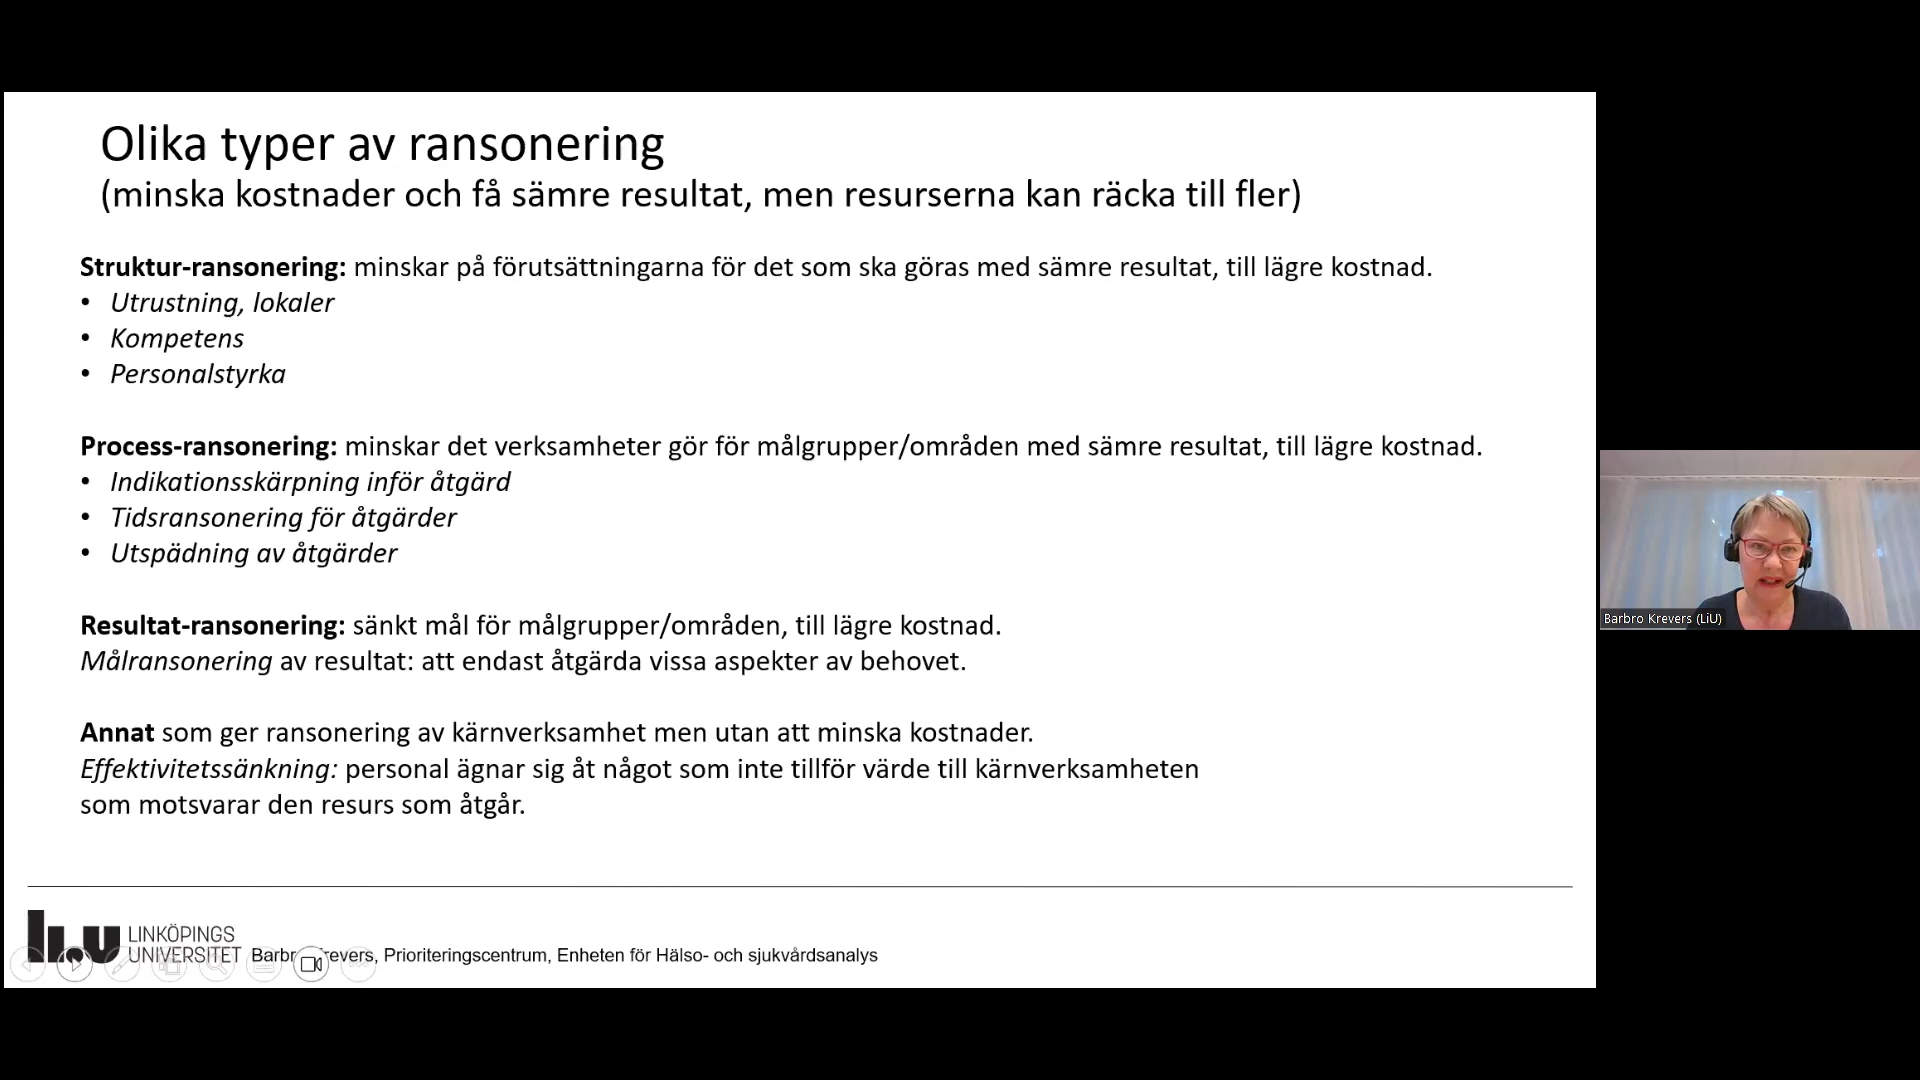 Olika typer av ransonering
(minska kostnader och få sämre resultat, men resurserna kan räcka till fler)
Struktur-ransonering: minskar på förutsättningarna för det som ska göras med sämre resultat, till lägre kostnad.
• Utrustning, lokaler
• Kompetens
• Personalstyrka
Process-ransonering: minskar det verksamheter gör för målgrupper/områden med sämre resultat, till lägre kostnad.
• Indikationsskärpning inför åtgärd
• Tidsransonering för åtgärder
• Utspädning av åtgärder
Resultat-ransonering: sänkt mål för målgrupper/områden, till lägre kostnad.
Målransonering av resultat: att endast åtgärda vissa aspekter av behovet.
Annat som ger ransonering av kärnverksamhet men utan att minska kostnader.
Effektivitetssänkning: personal ägnar sig åt något som inte tillför värde till kärnverksamheten
som motsvarar den resurs som åtgår.
LiU LINKÖPINGS
UNIVERSITET
Barbro Krevers, Prioriteringscentrum, Enheten för Hälso- och sjukvårdsanalys
Barbro Krevers (LiU)